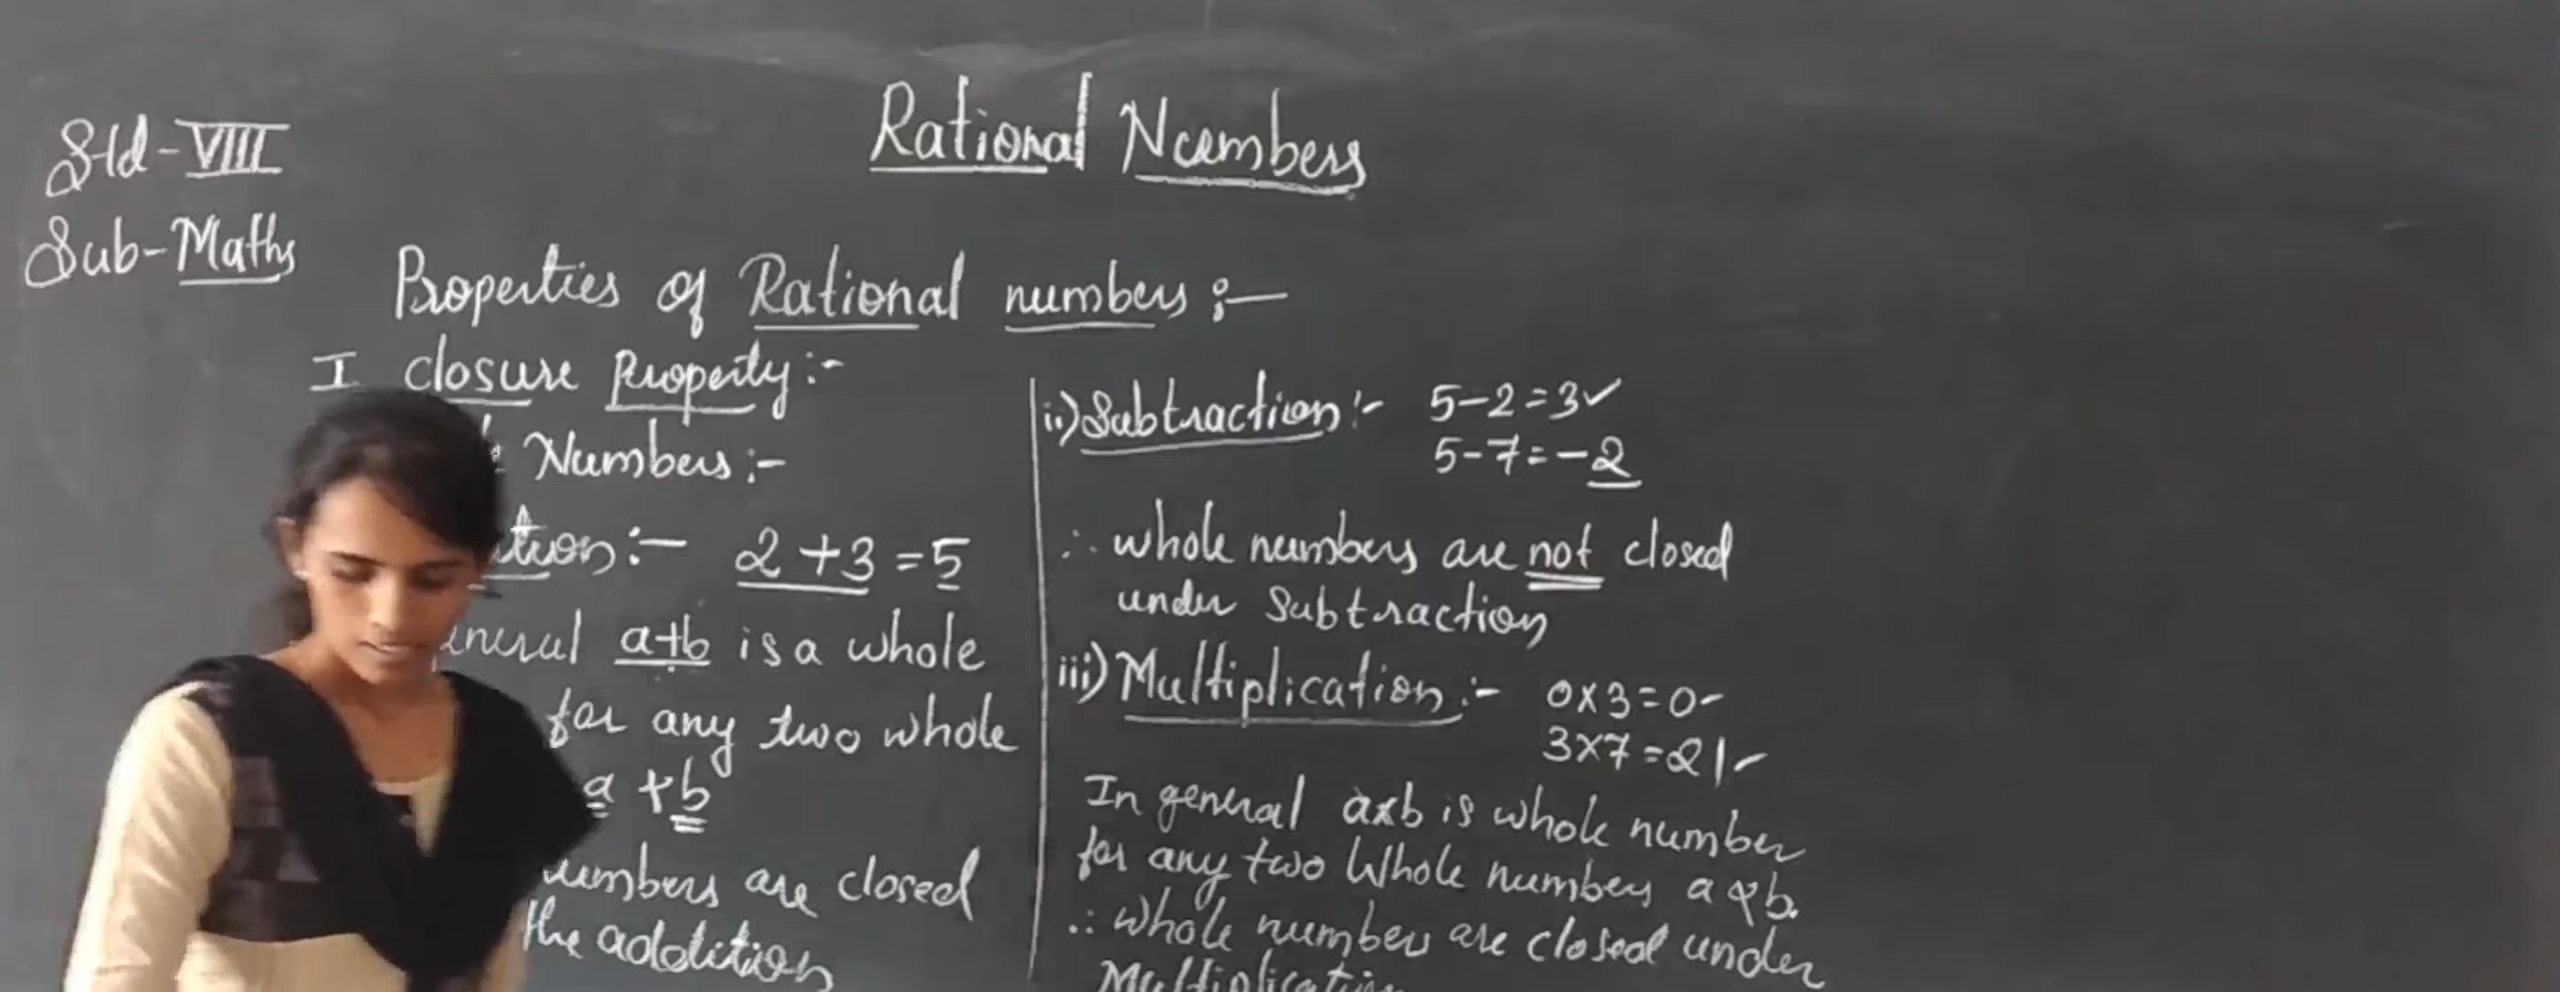 Rational Numbers
Std-VIII
Sub-Maths
Properties of Rational numbers :-
I closure Property:-
Numbers:-
2+3=5
a+b is a whole
for any two whole
a + b
are closed
the addition
ii) Subtraction:- 5-2=3✓
5-7=-2
∴ whole numbers are not closed
under Subtraction
iii) Multiplication:- 0×3=0-
3×7=21✓
In general a×b is whole number
for any two Whole numbers a & b.
∴ whole numbers are closed under
Multiplication